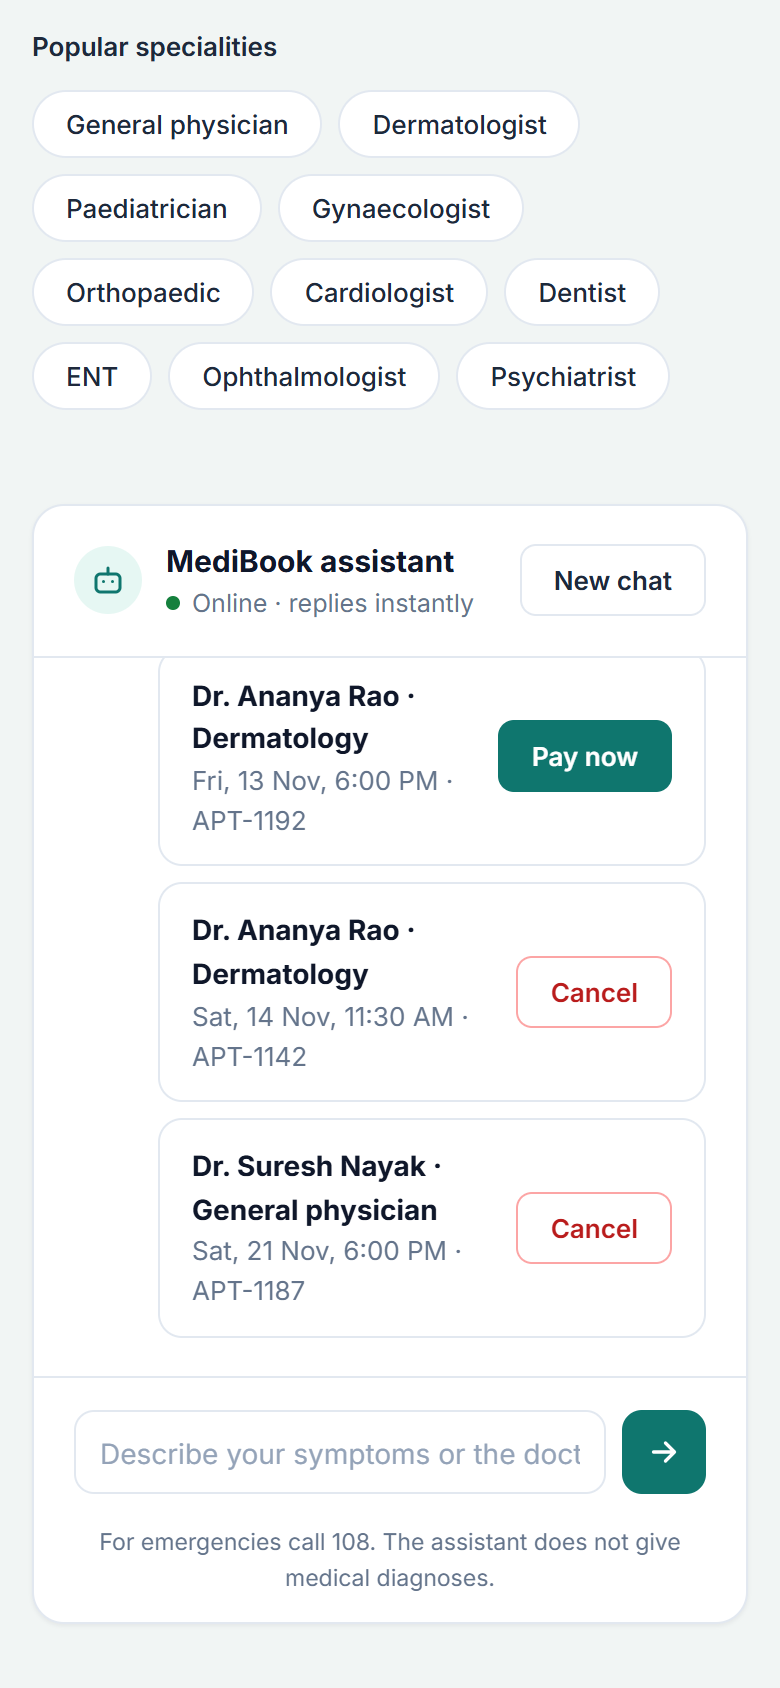 Popular specialities
General physician
Dermatologist
Paediatrician
Gynaecologist
Orthopaedic
Cardiologist
Dentist
ENT
Ophthalmologist
Psychiatrist
MediBook assistant
Online · replies instantly
New chat
Dr. Ananya Rao ·
Dermatology
Fri, 13 Nov, 6:00 PM ·
APT-1192
Pay now
Dr. Ananya Rao ·
Dermatology
Sat, 14 Nov, 11:30 AM ·
APT-1142
Cancel
Dr. Suresh Nayak ·
General physician
Sat, 21 Nov, 6:00 PM ·
APT-1187
Cancel
Describe your symptoms or the doct
For emergencies call 108. The assistant does not give
medical diagnoses.